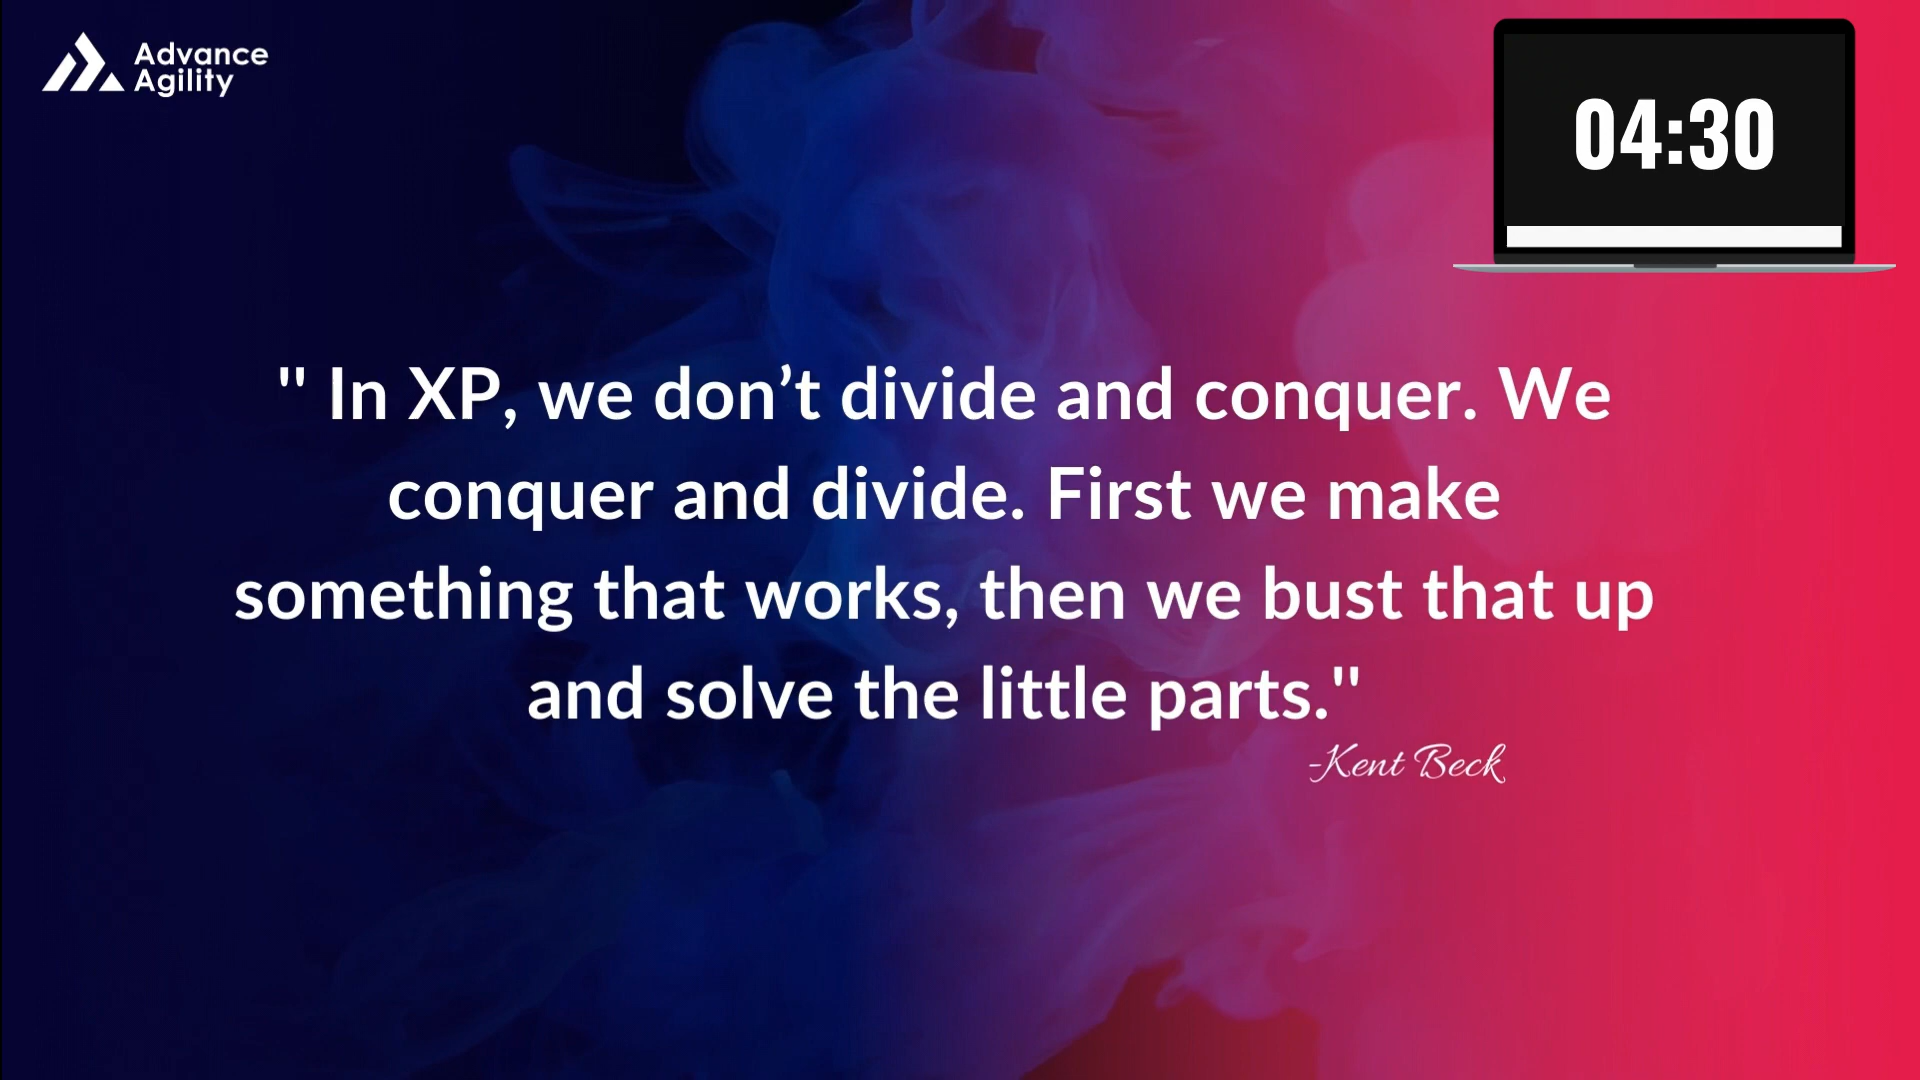 Advance
Agility
04:30
" In XP, we don’t divide and conquer. We
conquer and divide. First we make
something that works, then we bust that up
and solve the little parts."
-Kent Beck